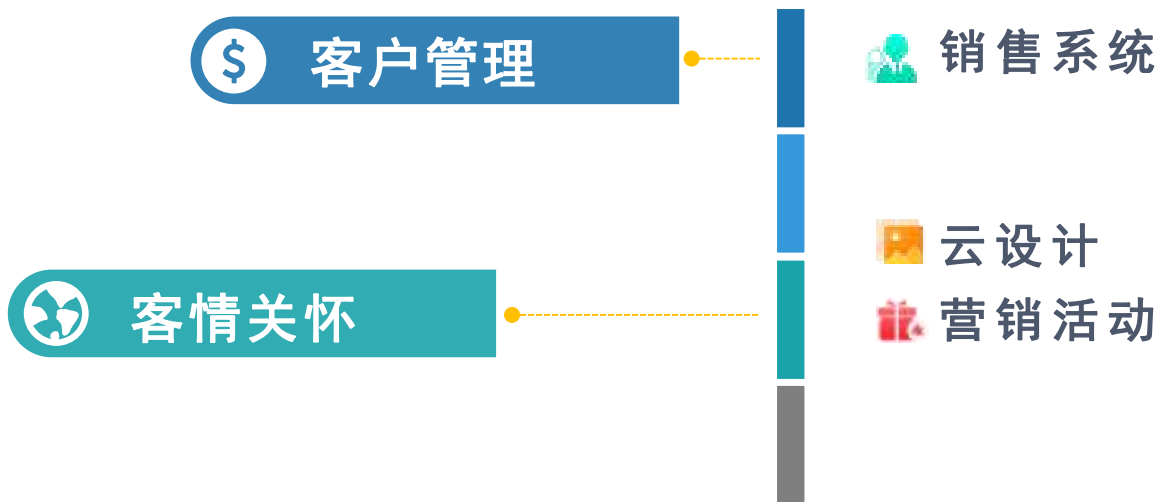 客户管理
销售系统
云设计
客情关怀
营销活动